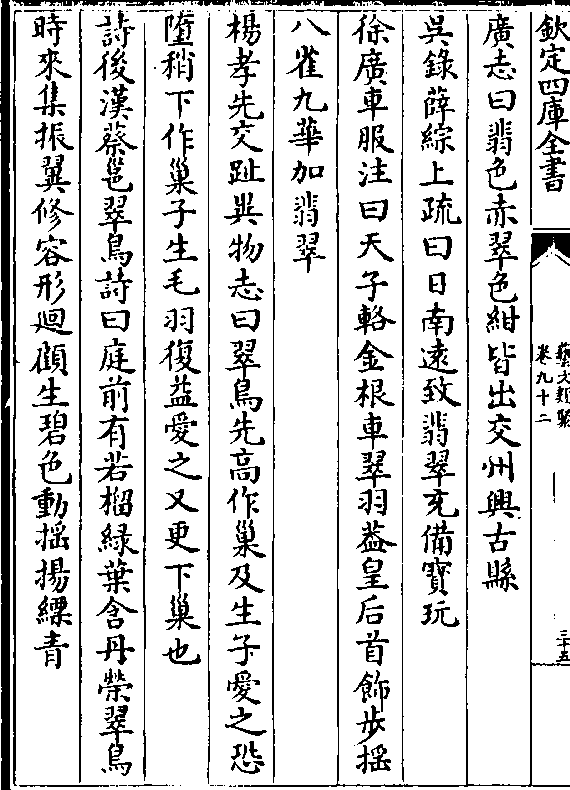 欽定四庫全書
藝文類聚
卷九十二
三十五
廣志曰翡色赤翠色紺皆出交州興古縣
吳錄薛綜上疏曰日南遠致翡翠充備寶玩
徐廣車服注曰天子輅金根車翠羽葢皇后首飾步揺
八雀九華加翡翠
楊孝先交趾異物志曰翠鳥先高作巢及生子愛之恐
墮稍下作巢子生毛羽復益愛之又更下巢也
詩後漢蔡邕翠鳥詩曰庭前有若榴緑葉含丹榮翠鳥
時來集振翼修容形迴顧生碧色動揺揚縹青